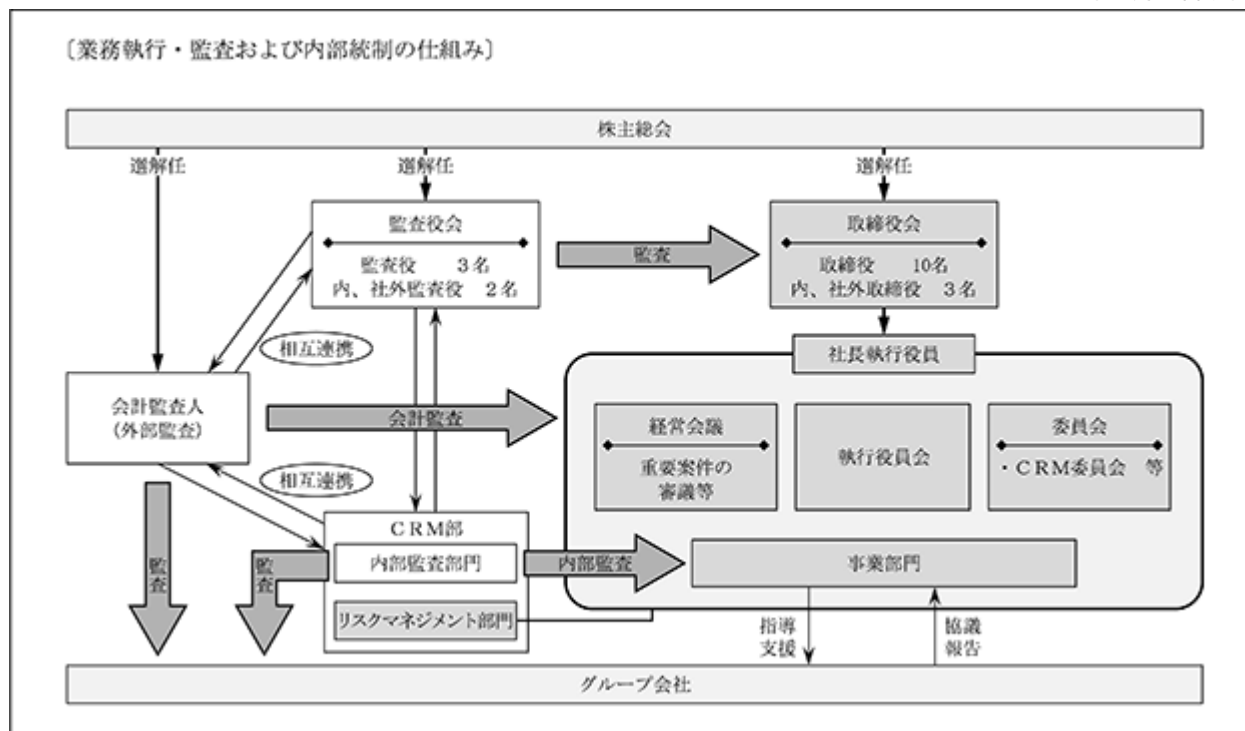 〔業務執行・監査および内部統制の仕組み〕
株主総会
選解任
選解任
選解任
監査役会
監査役 3名
内、社外監査役 2名
監査
取締役会
取締役 10名
内、社外取締役 3名
相互連携
社長執行役員
会計監査人
(外部監査)
会計監査
経営会議
重要案件の
審議等
執行役員会
委員会
・CRM委員会 等
相互連携
CRM部
内部監査部門
内部監査
事業部門
監査
監査
リスクマネジメント部門
指導
支援
協議
報告
グループ会社